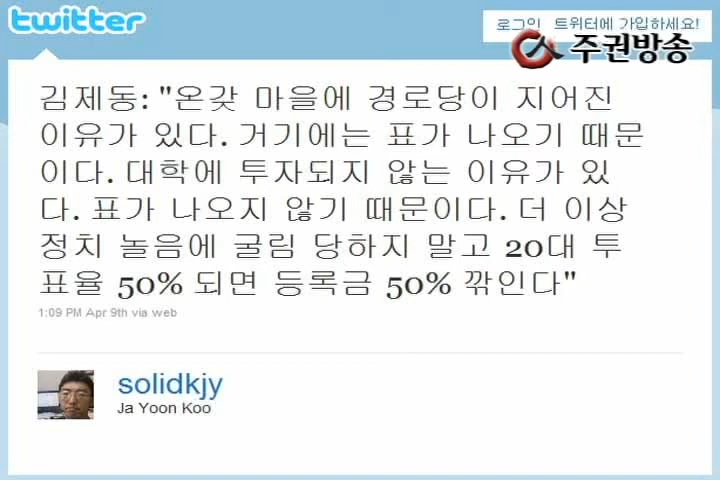 twitter
로그인 트위터에 가입하세요!
주권방송
김제동: "온갖 마을에 경로당이 지어진
이유가 있다. 거기에는 표가 나오기 때문
이다. 대학에 투자되지 않는 이유가 있
다. 표가 나오지 않기 때문이다. 더 이상
정치 놀음에 굴림 당하지 말고 20대 투
표율 50% 되면 등록금 50% 깎인다"
1:09 PM Apr 9th via web
solidkjy
Ja Yoon Koo